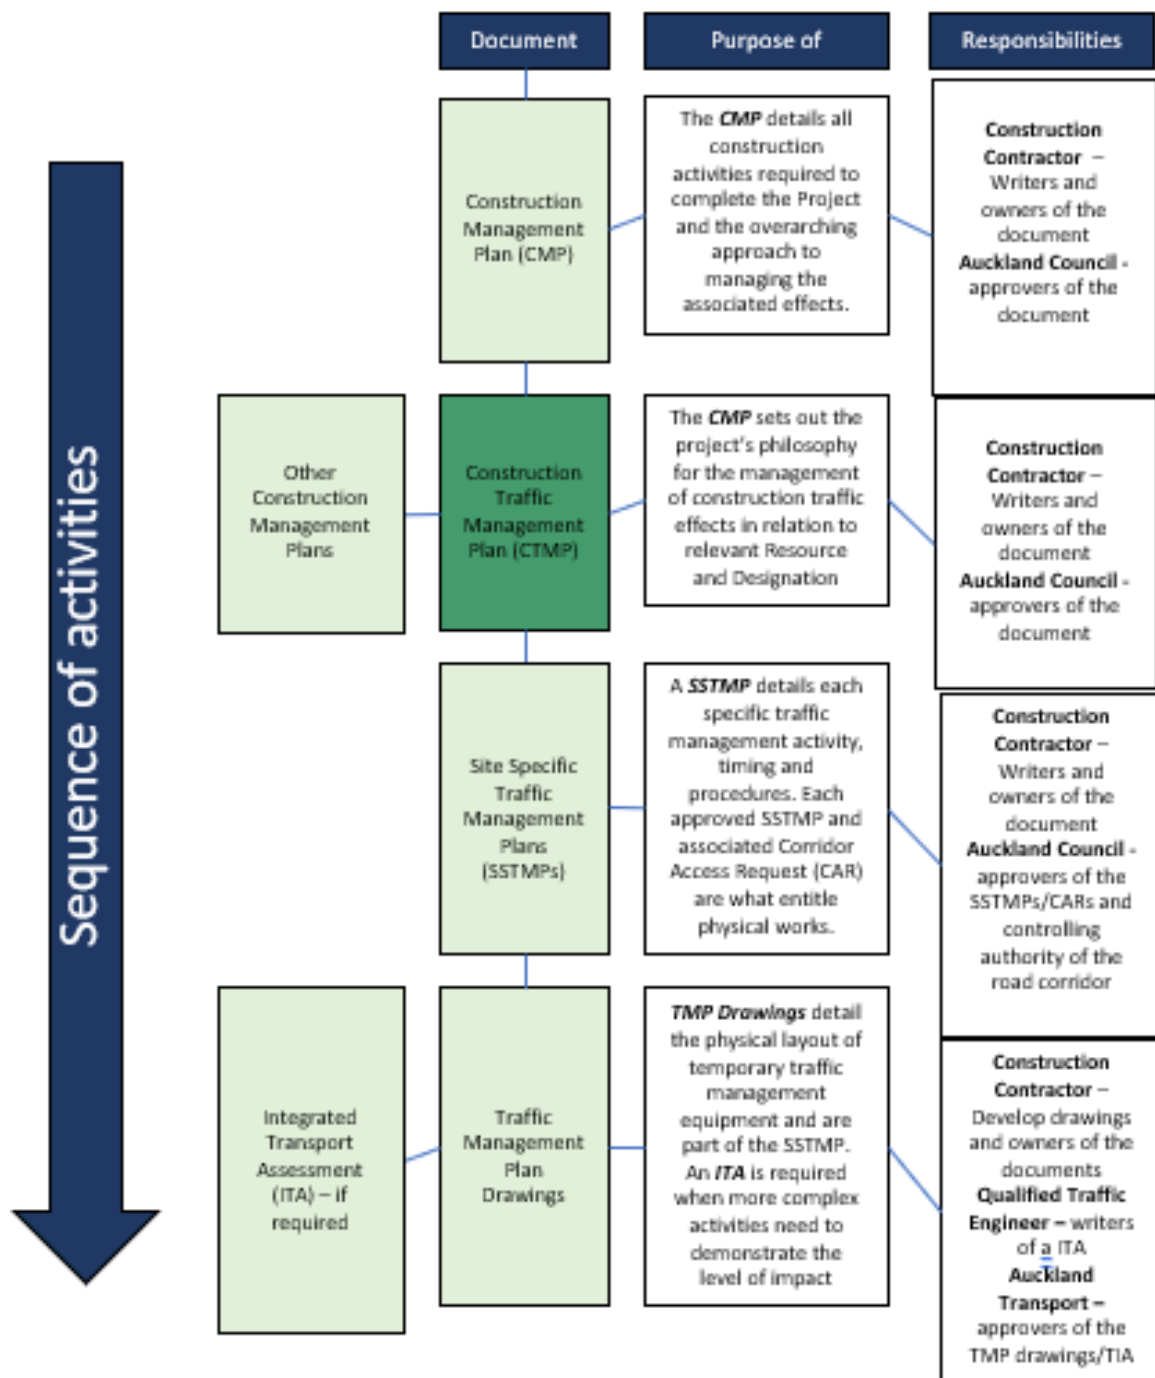 Document
Purpose of
Responsibilities
Sequence of activities
Construction
Management
Plan (CMP)
The CMP details all
construction
activities required to
complete the Project
and the overarching
approach to
managing the
associated effects.
Construction
Contractor –
Writers and
owners of the
document
Auckland Council -
approvers of the
document
Other
Construction
Management
Plans
Construction
Traffic
Management
Plan (CTMP)
The CMP sets out the
project's philosophy
for the management
of construction traffic
effects in relation to
relevant Resource
and Designation
Construction
Contractor –
Writers and
owners of the
document
Auckland Council -
approvers of the
document
Site Specific
Traffic
Management
Plans
(SSTMPs)
A SSTMP details each
specific traffic
management activity,
timing and
procedures. Each
approved SSTMP and
associated Corridor
Access Request (CAR)
are what entitle
physical works.
Construction
Contractor –
Writers and
owners of the
document
Auckland Council -
approvers of the
SSTMPs/CARs and
controlling
authority of the
road corridor
Integrated
Transport
Assessment
(ITA) – if
required
Traffic
Management
Plan
Drawings
TMP Drawings detail
the physical layout of
temporary traffic
management
equipment and are
part of the SSTMP.
An ITA is required
when more complex
activities need to
demonstrate the
level of impact
Construction
Contractor –
Develop drawings
and owners of the
documents
Qualified Traffic
Engineer – writers
of a ITA
Auckland
Transport –
approvers of the
TMP drawings/TIA